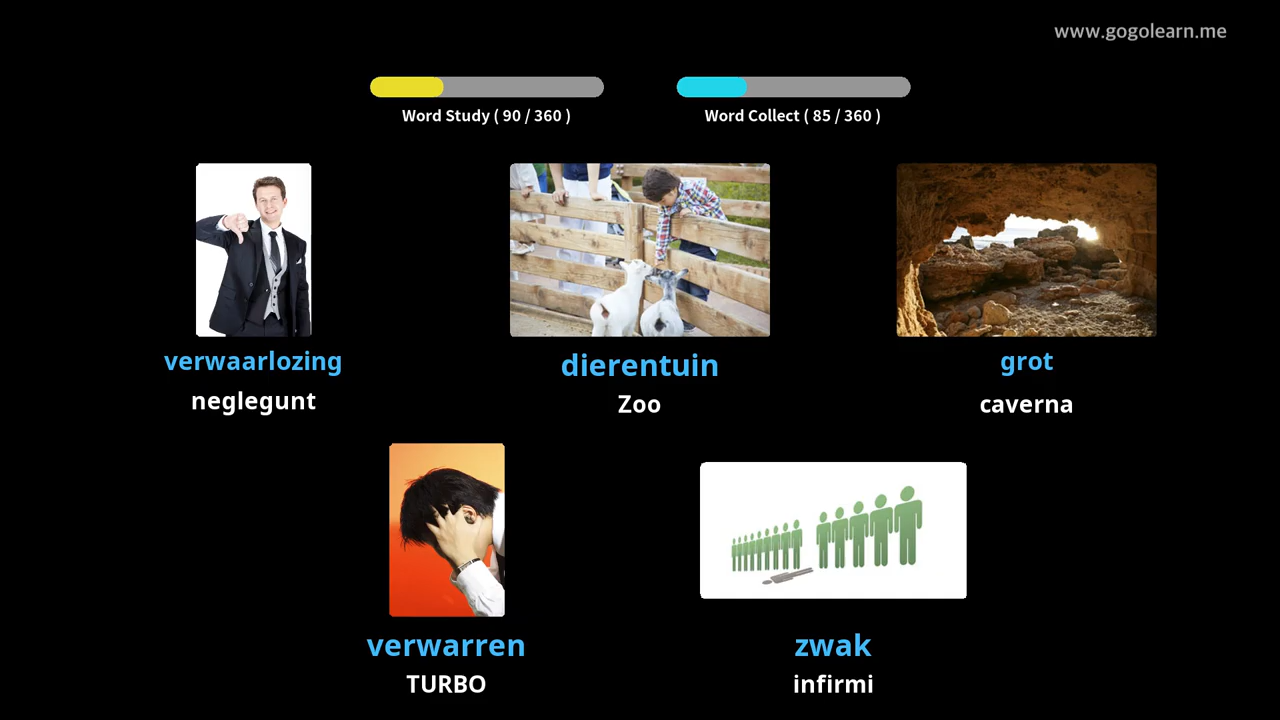 www.gogolearn.me
Word Study ( 90 / 360 )
Word Collect ( 85 / 360 )
verwaarlozing
neglegunt
dierentuin
Zoo
grot
caverna
verwarren
TURBO
zwak
infirmi